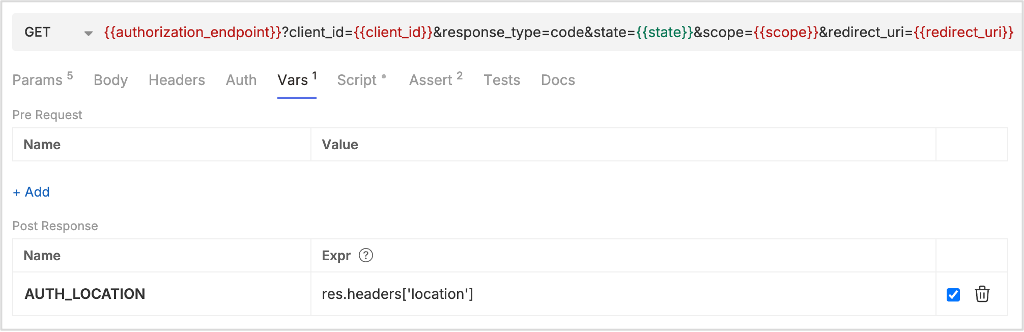 GET {{authorization_endpoint}}?client_id={{client_id}}&response_type=code&state={{state}}&scope={{scope}}&redirect_uri={{redirect_uri}}
Params 5 Body Headers Auth Vars 1 Script • Assert 2 Tests Docs
Pre Request
Name Value
+ Add
Post Response
Name Expr ?
AUTH_LOCATION res.headers['location']